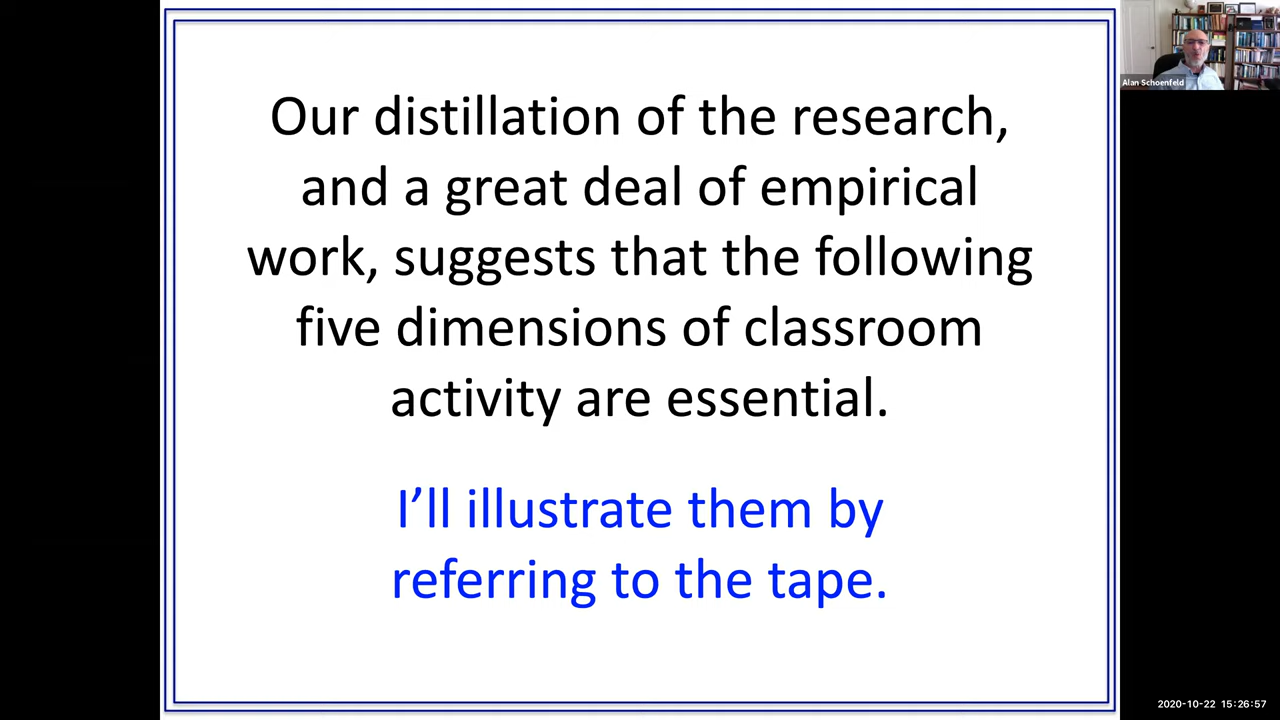 Our distillation of the research,
and a great deal of empirical
work, suggests that the following
five dimensions of classroom
activity are essential.
I'll illustrate them by
referring to the tape.
Alan Schoenfeld
2020-10-22 15:26:57